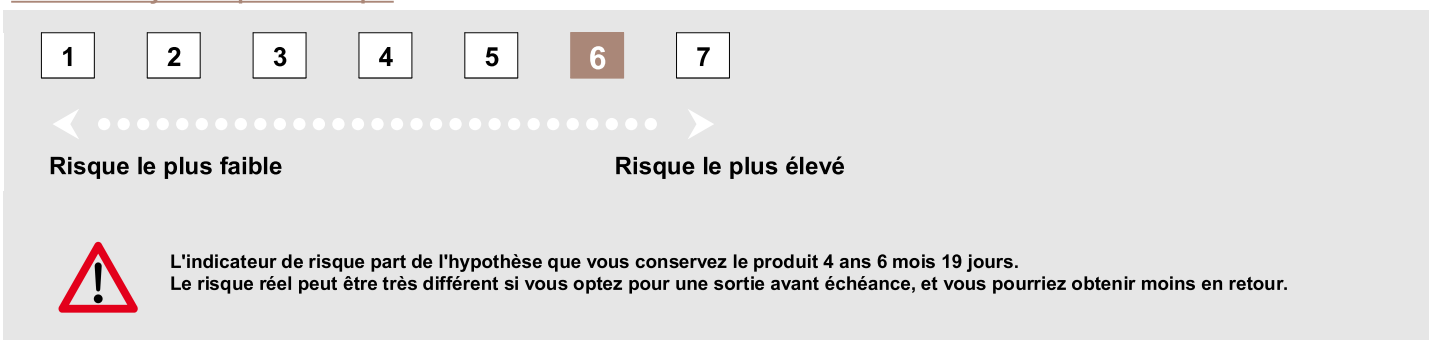 1 2 3 4 5 6 7
Risque le plus faible Risque le plus élevé
L'indicateur de risque part de l'hypothèse que vous conservez le produit 4 ans 6 mois 19 jours.
Le risque réel peut être très différent si vous optez pour une sortie avant échéance, et vous pourriez obtenir moins en retour.